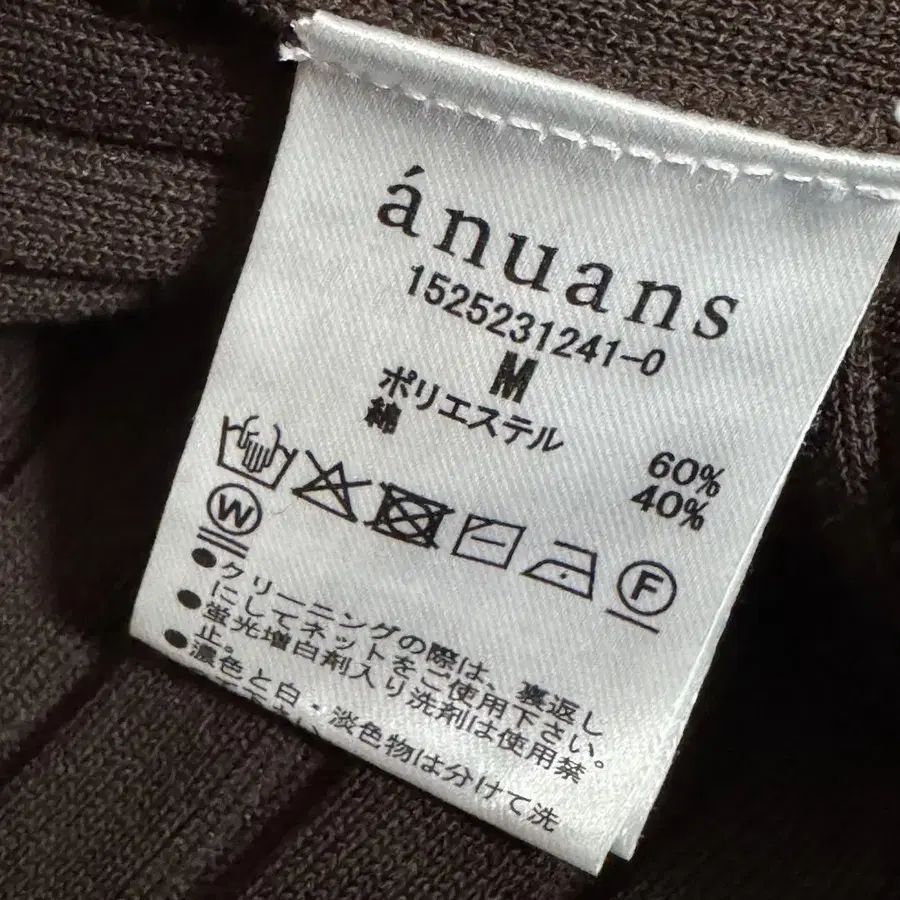 ánuans
1525231241-0
M
ポリエステル 60%
綿 40%
W
F
●クリーニングの際は、裏返し
にしてネットをご使用下さい。
●蛍光増白剤入り洗剤は使用禁
止。
●濃色と白・淡色物は分けて洗